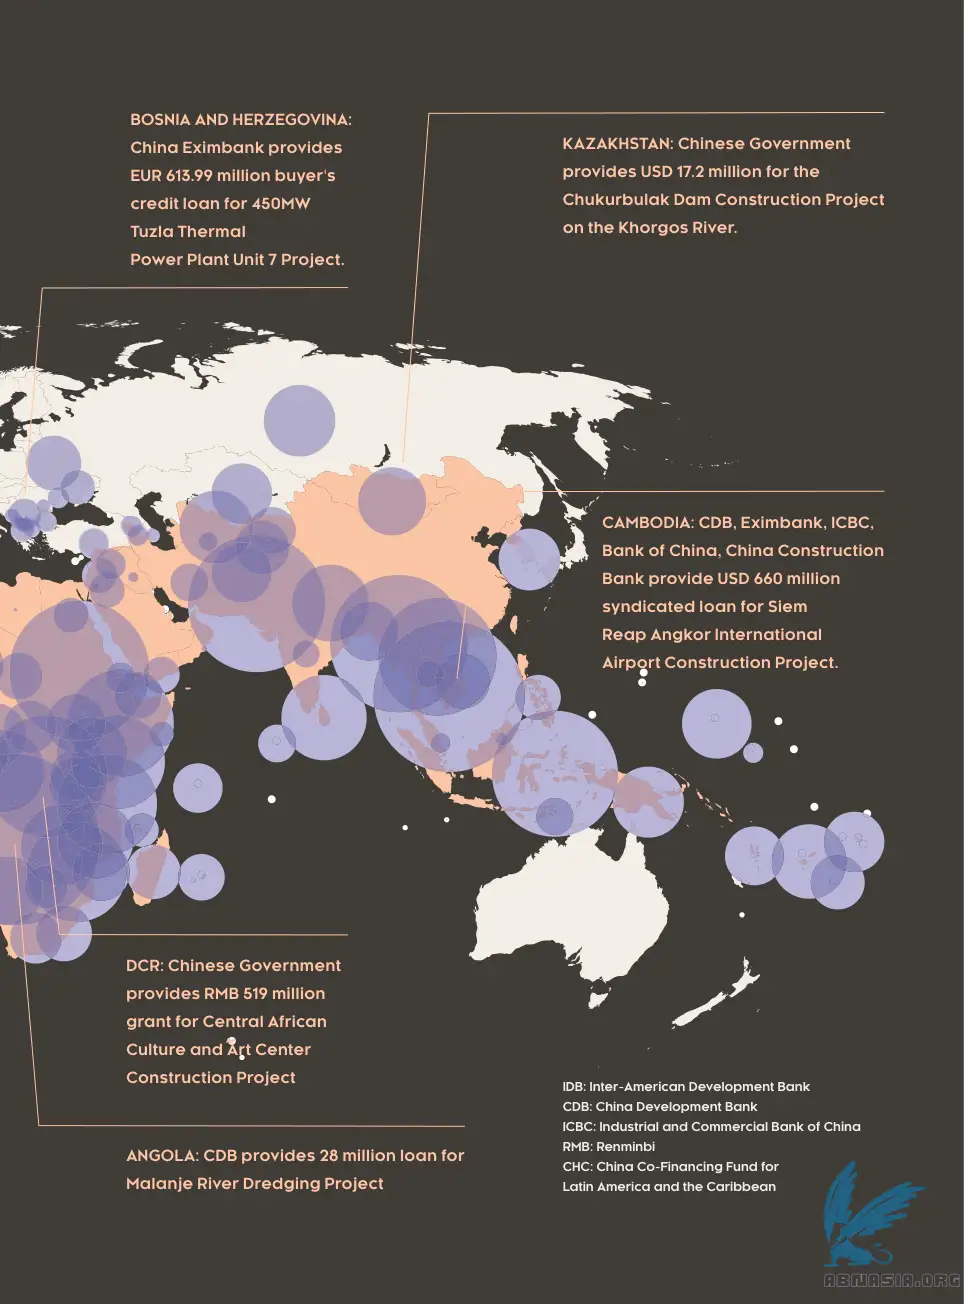 BOSNIA AND HERZEGOVINA:
China Eximbank provides
EUR 613.99 million buyer's
credit loan for 450MW
Tuzla Thermal
Power Plant Unit 7 Project.
KAZAKHSTAN: Chinese Government
provides USD 17.2 million for the
Chukurbulak Dam Construction Project
on the Khorgos River.
CAMBODIA: CDB, Eximbank, ICBC,
Bank of China, China Construction
Bank provide USD 660 million
syndicated loan for Siem
Reap Angkor International
Airport Construction Project.
DCR: Chinese Government
provides RMB 519 million
grant for Central African
Culture and Art Center
Construction Project
ANGOLA: CDB provides 28 million loan for
Malanje River Dredging Project
IDB: Inter-American Development Bank
CDB: China Development Bank
ICBC: Industrial and Commercial Bank of China
RMB: Renminbi
CHC: China Co-Financing Fund for
Latin America and the Caribbean
ABNASIA.ORG